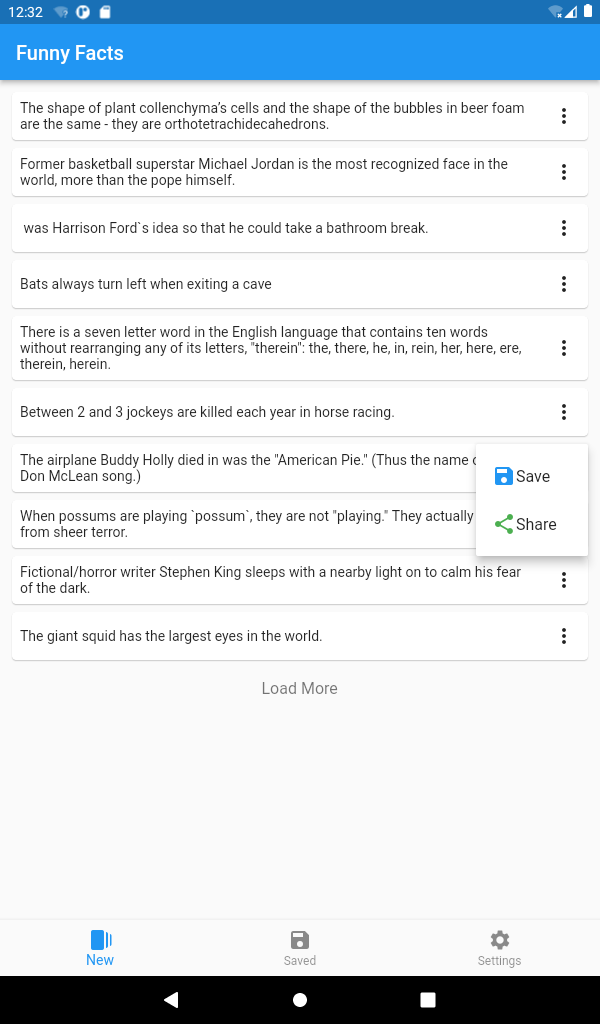 12:32
Funny Facts
The shape of plant collenchyma’s cells and the shape of the bubbles in beer foam
are the same - they are orthotetrachidecahedrons.
Former basketball superstar Michael Jordan is the most recognized face in the
world, more than the pope himself.
was Harrison Ford`s idea so that he could take a bathroom break.
Bats always turn left when exiting a cave
There is a seven letter word in the English language that contains ten words
without rearranging any of its letters, "therein": the, there, he, in, rein, her, here, ere,
therein, herein.
Between 2 and 3 jockeys are killed each year in horse racing.
The airplane Buddy Holly died in was the "American Pie." (Thus the name
Don McLean song.)
Save
When possums are playing `possum`, they are not "playing." They actually
from sheer terror.
Share
Fictional/horror writer Stephen King sleeps with a nearby light on to calm his fear
of the dark.
The giant squid has the largest eyes in the world.
Load More
New
Saved
Settings